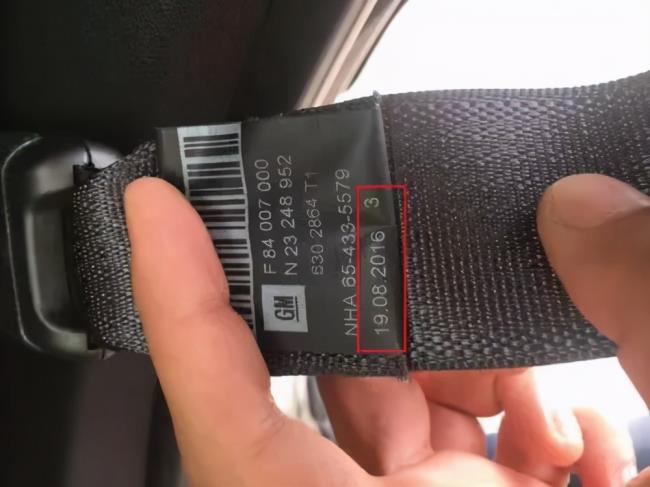 F 84 007 000
N 23 248 952
630 2864 T1
GM
NHA 65-433-5579
19.08.2016 3